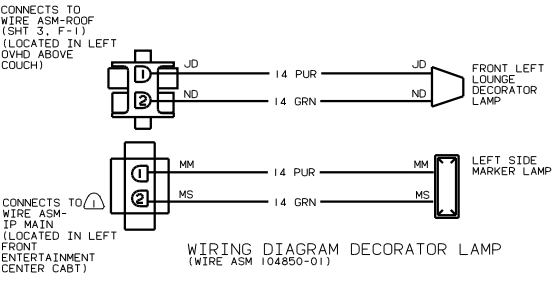 CONNECTS TO
WIRE ASM-ROOF
(SHT 3, F-1)
(LOCATED IN LEFT
OVHD ABOVE
COUCH)
1
JD
14 PUR
JD
2
ND
14 GRN
ND
FRONT LEFT
LOUNGE
DECORATOR
LAMP
1
MM
14 PUR
MM
2
MS
14 GRN
MS
LEFT SIDE
MARKER LAMP
CONNECTS TO 1
WIRE ASM-
IP MAIN
(LOCATED IN LEFT
FRONT
ENTERTAINMENT
CENTER CABT)
WIRING DIAGRAM DECORATOR LAMP
(WIRE ASM 104850-01)